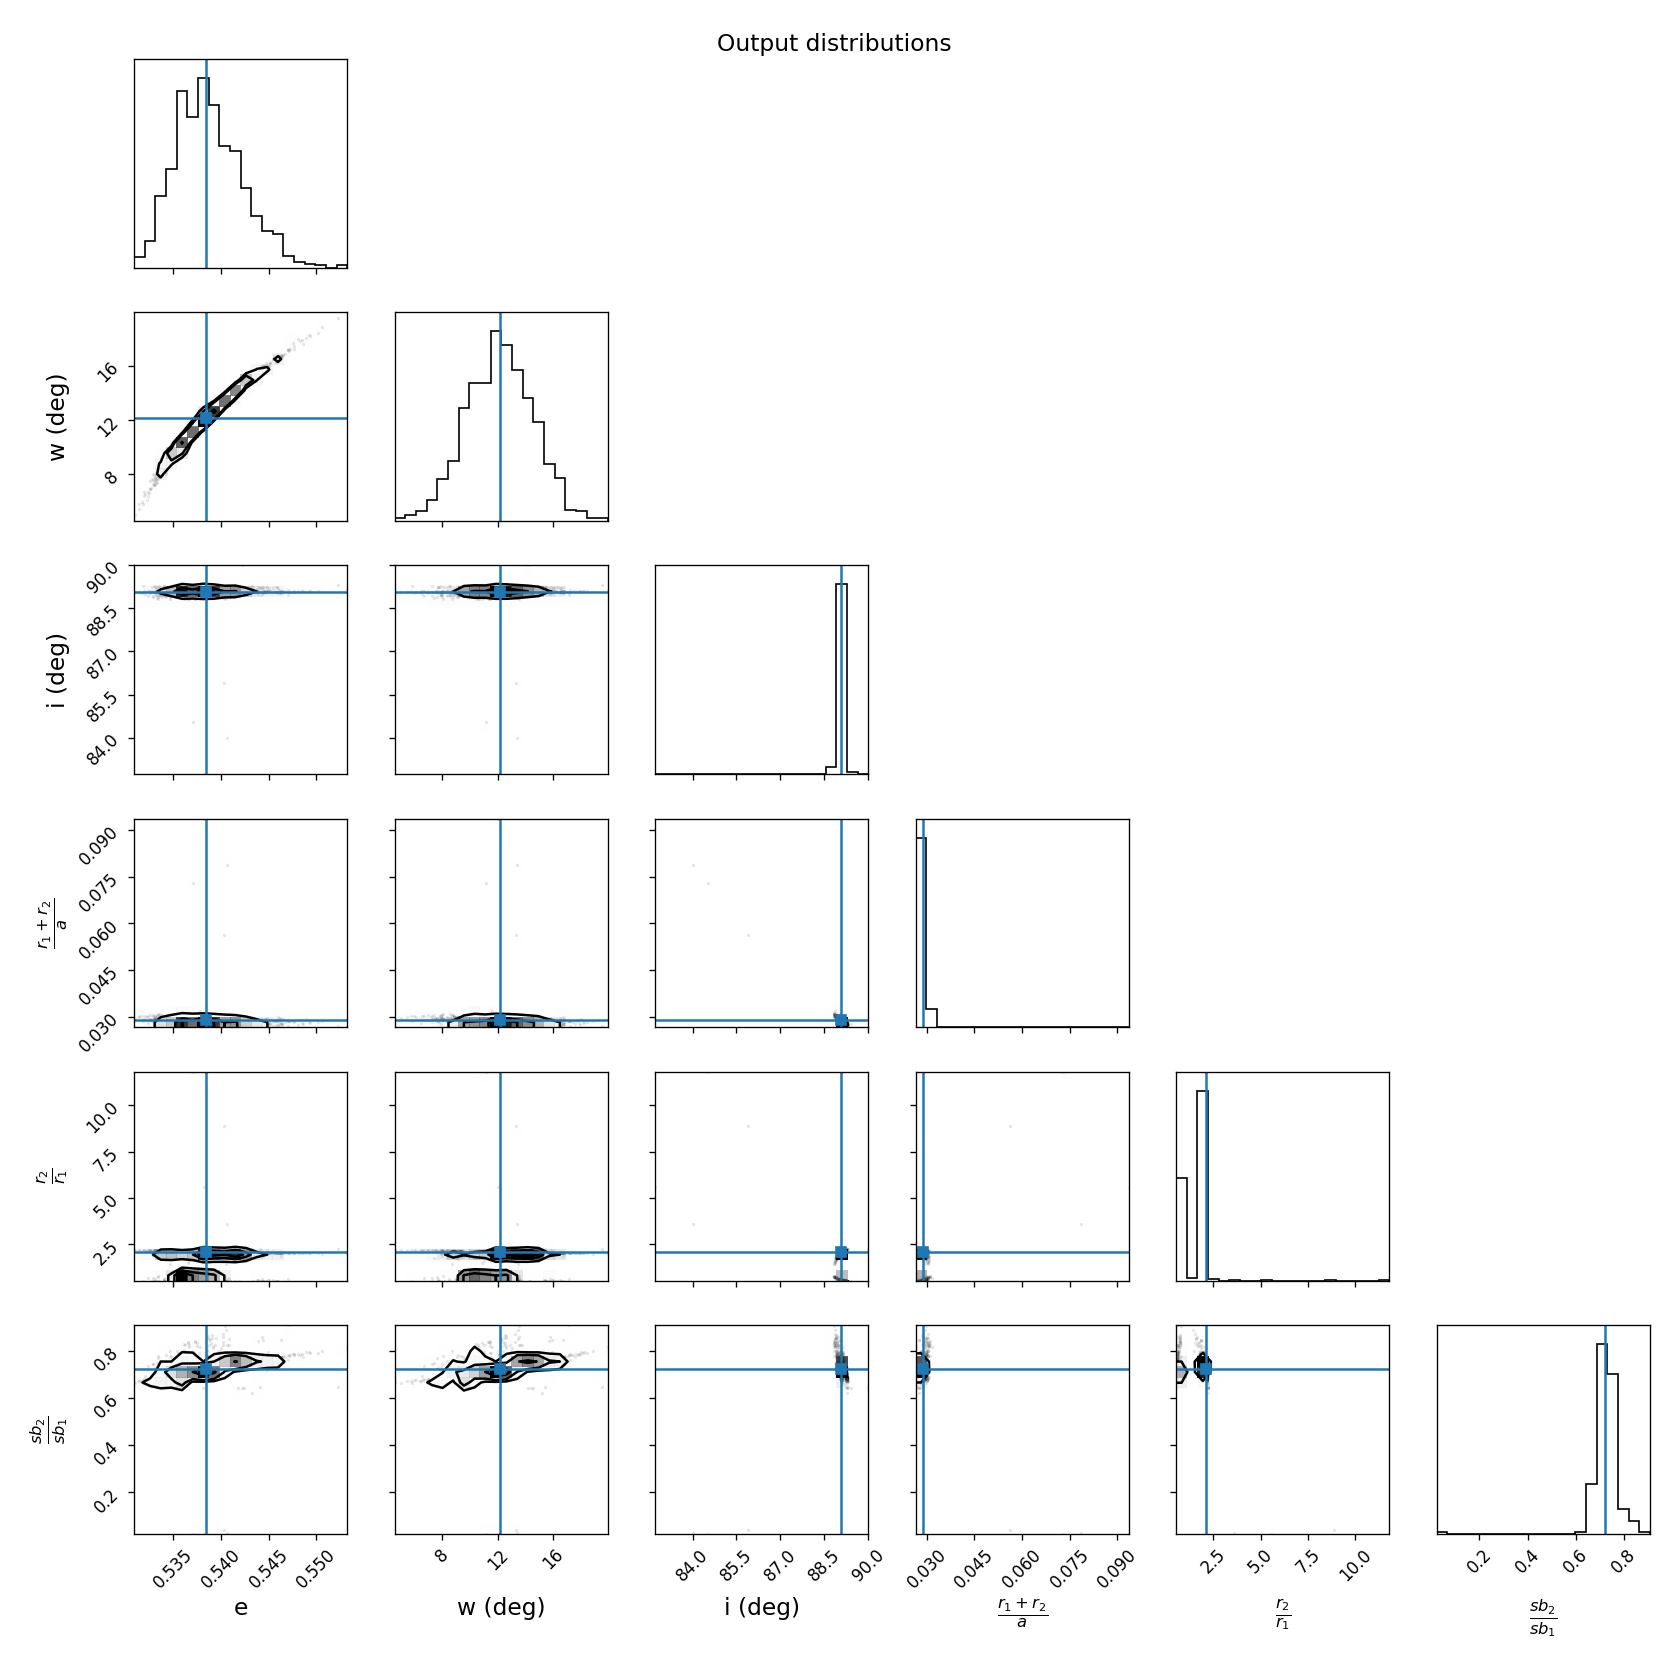 Output distributions
w (deg)
16
12
8
i (deg)
90.0
88.5
87.0
85.5
84.0
r₁ + r₂
a
0.090
0.075
0.060
0.045
0.030
r₂
r₁
10.0
7.5
5.0
2.5
sb₂
sb₁
0.8
0.6
0.4
0.2
0.535 0.540 0.545 0.550
8 12 16
84.0 85.5 87.0 88.5 90.0
0.030 0.045 0.060 0.075 0.090
2.5 5.0 7.5 10.0
0.2 0.4 0.6 0.8
e
w (deg)
i (deg)
r₁ + r₂
a
r₂
r₁
sb₂
sb₁